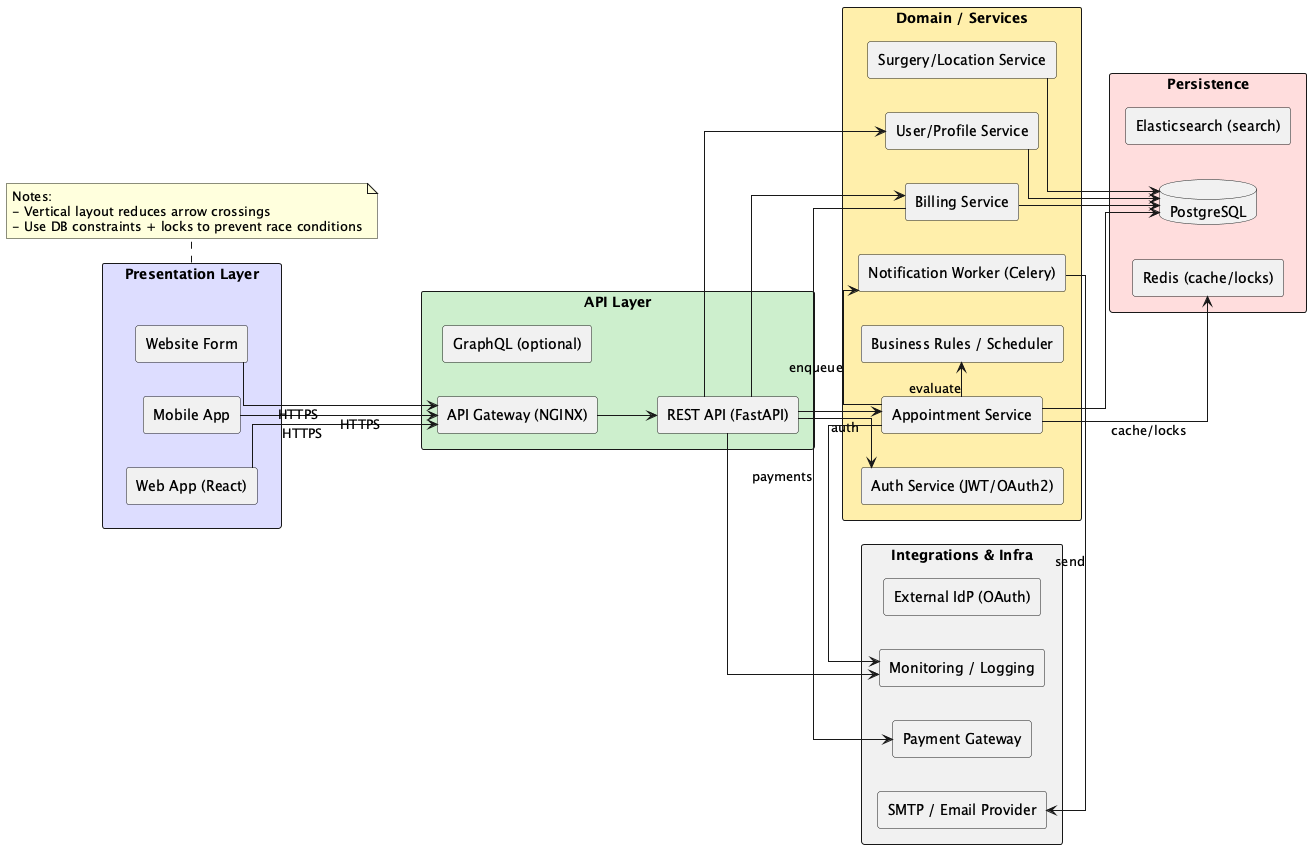 Notes:
– Vertical layout reduces arrow crossings
– Use DB constraints + locks to prevent race conditions
Presentation Layer
Website Form
Mobile App
Web App (React)
HTTPS
HTTPS
HTTPS
API Layer
GraphQL (optional)
API Gateway (NGINX)
REST API (FastAPI)
enqueue
evaluate
auth
payments
Domain / Services
Surgery/Location Service
User/Profile Service
Billing Service
Notification Worker (Celery)
Business Rules / Scheduler
Appointment Service
Auth Service (JWT/OAuth2)
Persistence
Elasticsearch (search)
PostgreSQL
Redis (cache/locks)
cache/locks
Integrations & Infra
send
External IdP (OAuth)
Monitoring / Logging
Payment Gateway
SMTP / Email Provider